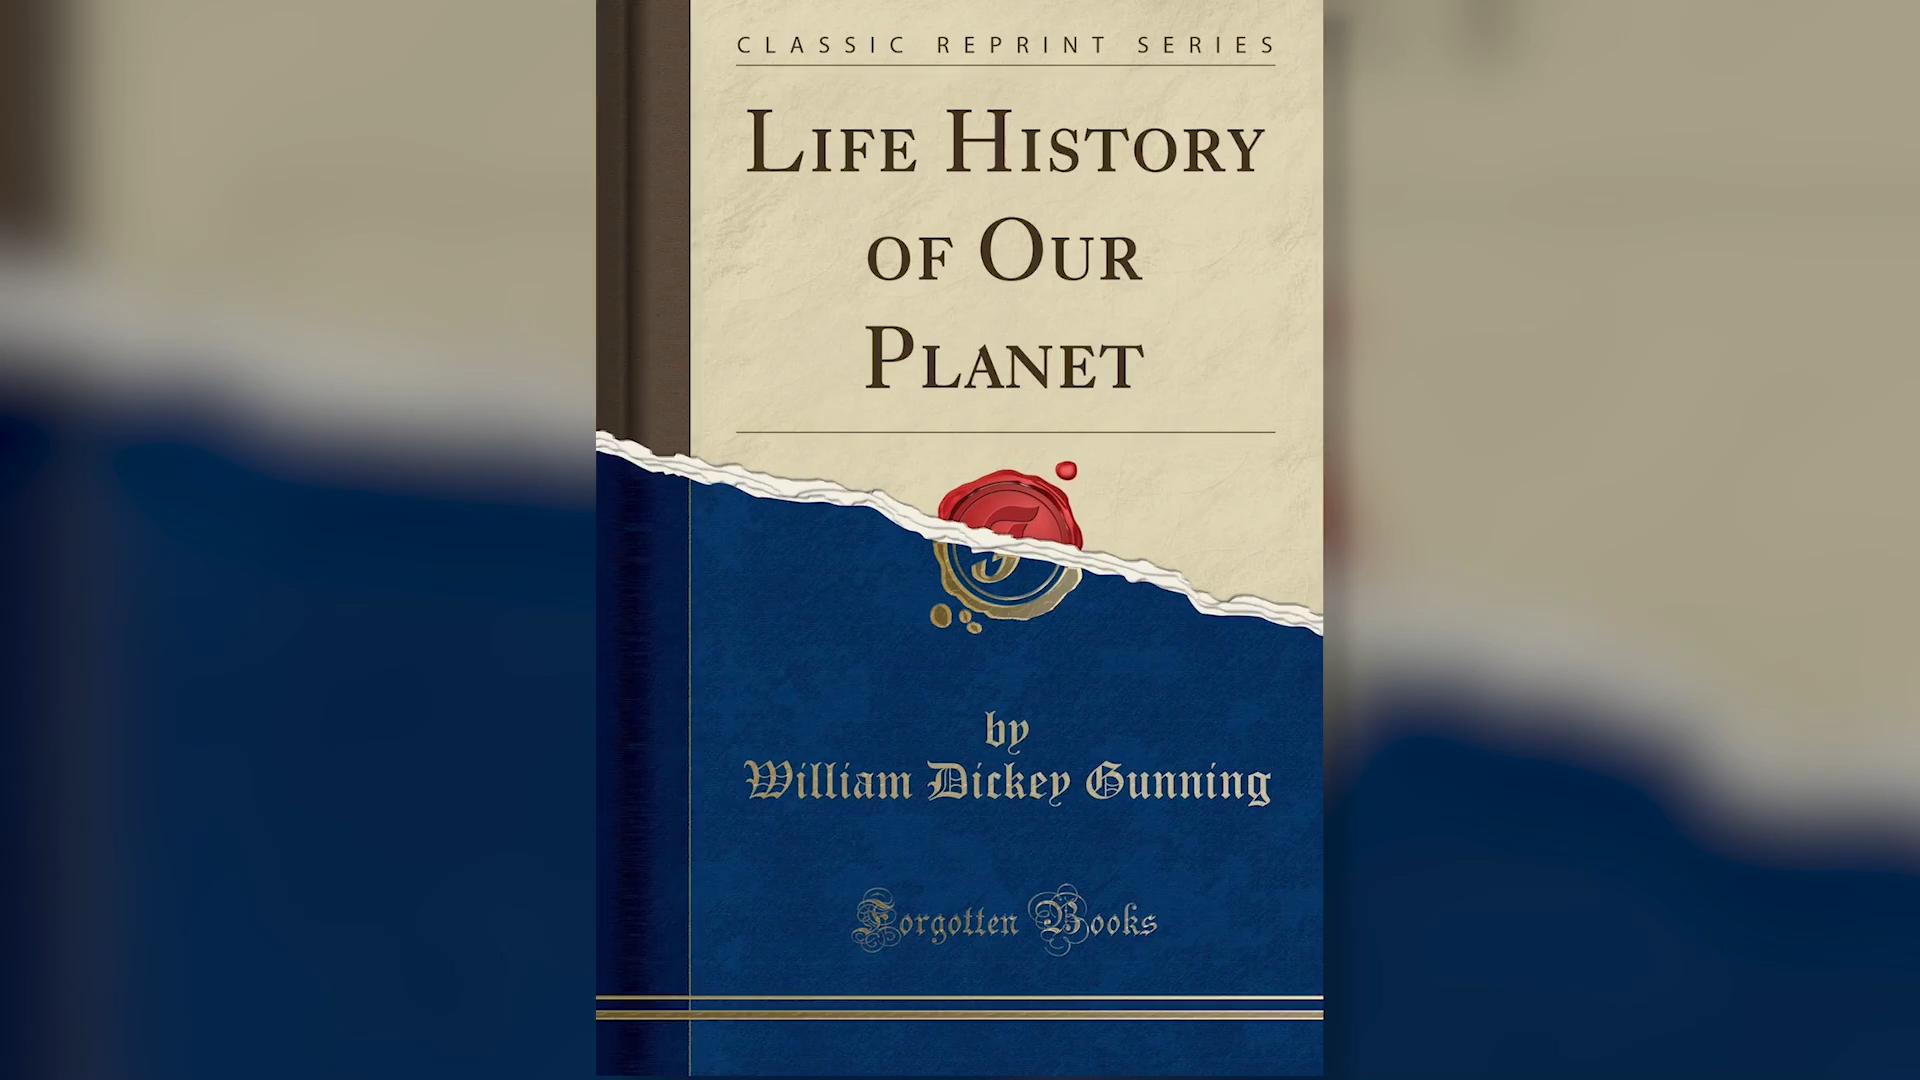 CLASSIC REPRINT SERIES
LIFE HISTORY
OF OUR
PLANET
by
William Dickey Gunning
Forgotten Books